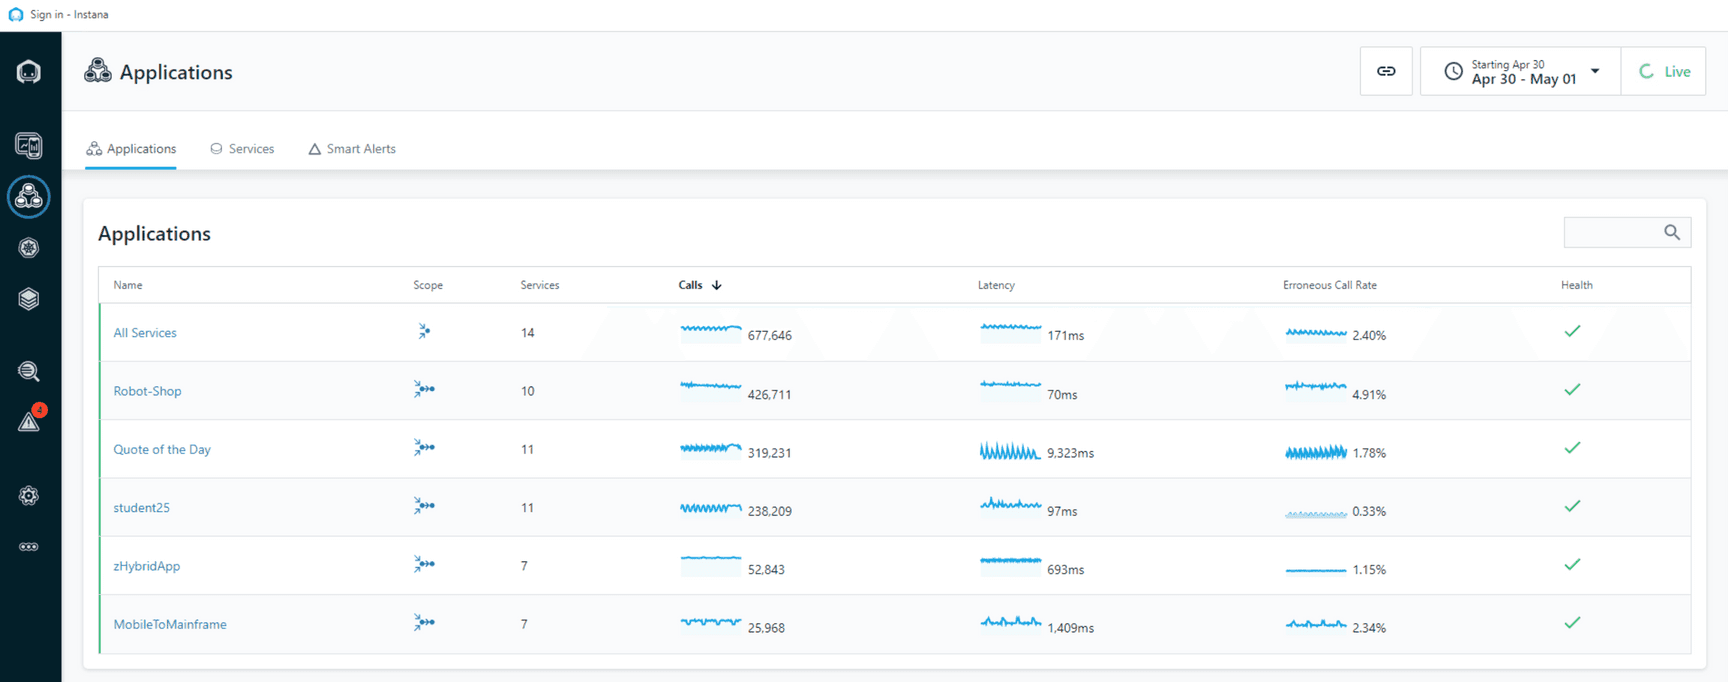 Sign in - Instana
Applications
Starting Apr 30
Apr 30 - May 01
Live
Applications Services Smart Alerts
Applications
Name Scope Services Calls Latency Erroneous Call Rate Health
All Services 14 677,646 171ms 2.40%
Robot-Shop 10 426,711 70ms 4.91%
4
Quote of the Day 11 319,231 9,323ms 1.78%
student25 11 238,209 97ms 0.33%
zHybridApp 7 52,843 693ms 1.15%
MobileToMainframe 7 25,968 1,409ms 2.34%